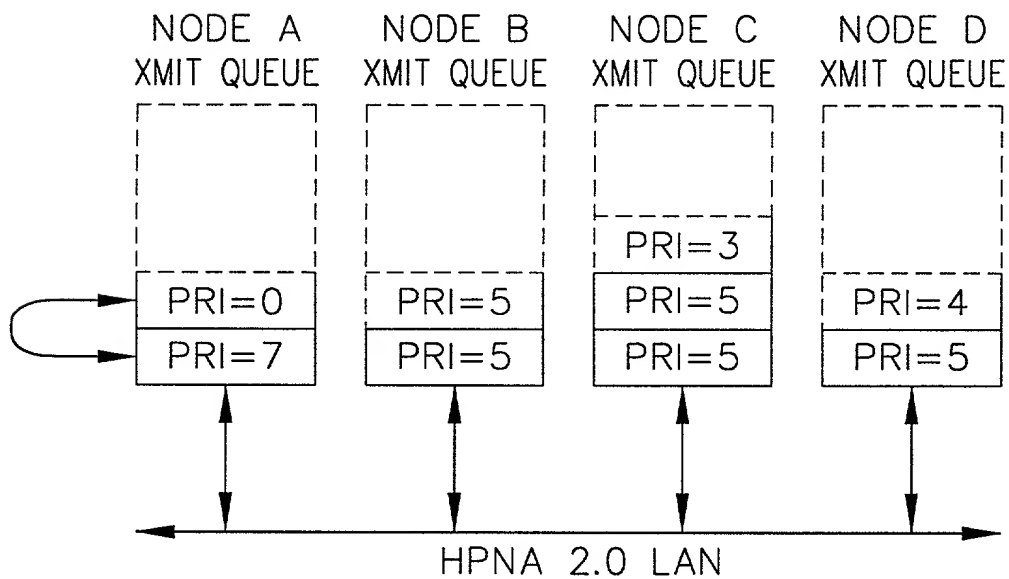 NODE A NODE B NODE C NODE D
XMIT QUEUE XMIT QUEUE XMIT QUEUE XMIT QUEUE
PRI=3
PRI=0 PRI=5 PRI=5 PRI=4
PRI=7 PRI=5 PRI=5 PRI=5
HPNA 2.0 LAN